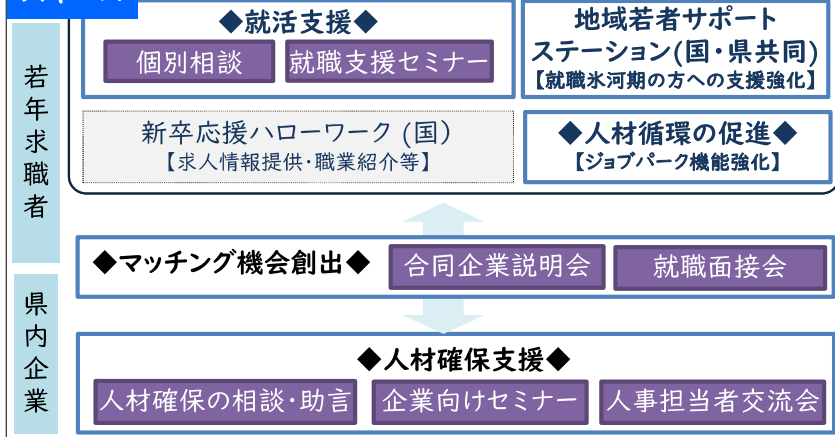 若年求職者
◆就活支援◆
個別相談
就職支援セミナー
地域若者サポート
ステーション(国・県共同)
【就職氷河期の方への支援強化】
新卒応援ハローワーク (国)
【求人情報提供・職業紹介等】
◆人材循環の促進◆
【ジョブパーク機能強化】
◆マッチング機会創出◆
合同企業説明会
就職面接会
県内企業
◆人材確保支援◆
人材確保の相談・助言
企業向けセミナー
人事担当者交流会